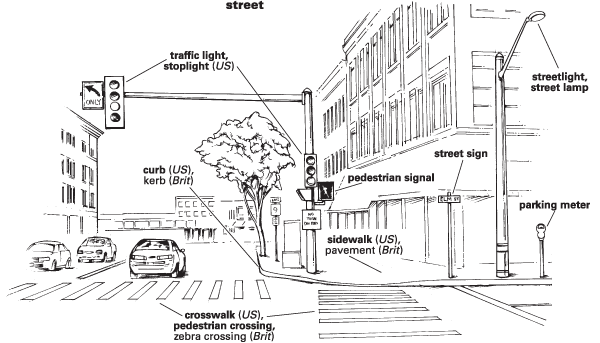 street
traffic light,
stoplight (US)
ONLY
streetlight,
street lamp
curb (US),
kerb (Brit)
street sign
pedestrian signal
ELM ST
parking meter
NO
TURN
ON RED
sidewalk (US),
pavement (Brit)
crosswalk (US),
pedestrian crossing,
zebra crossing (Brit)